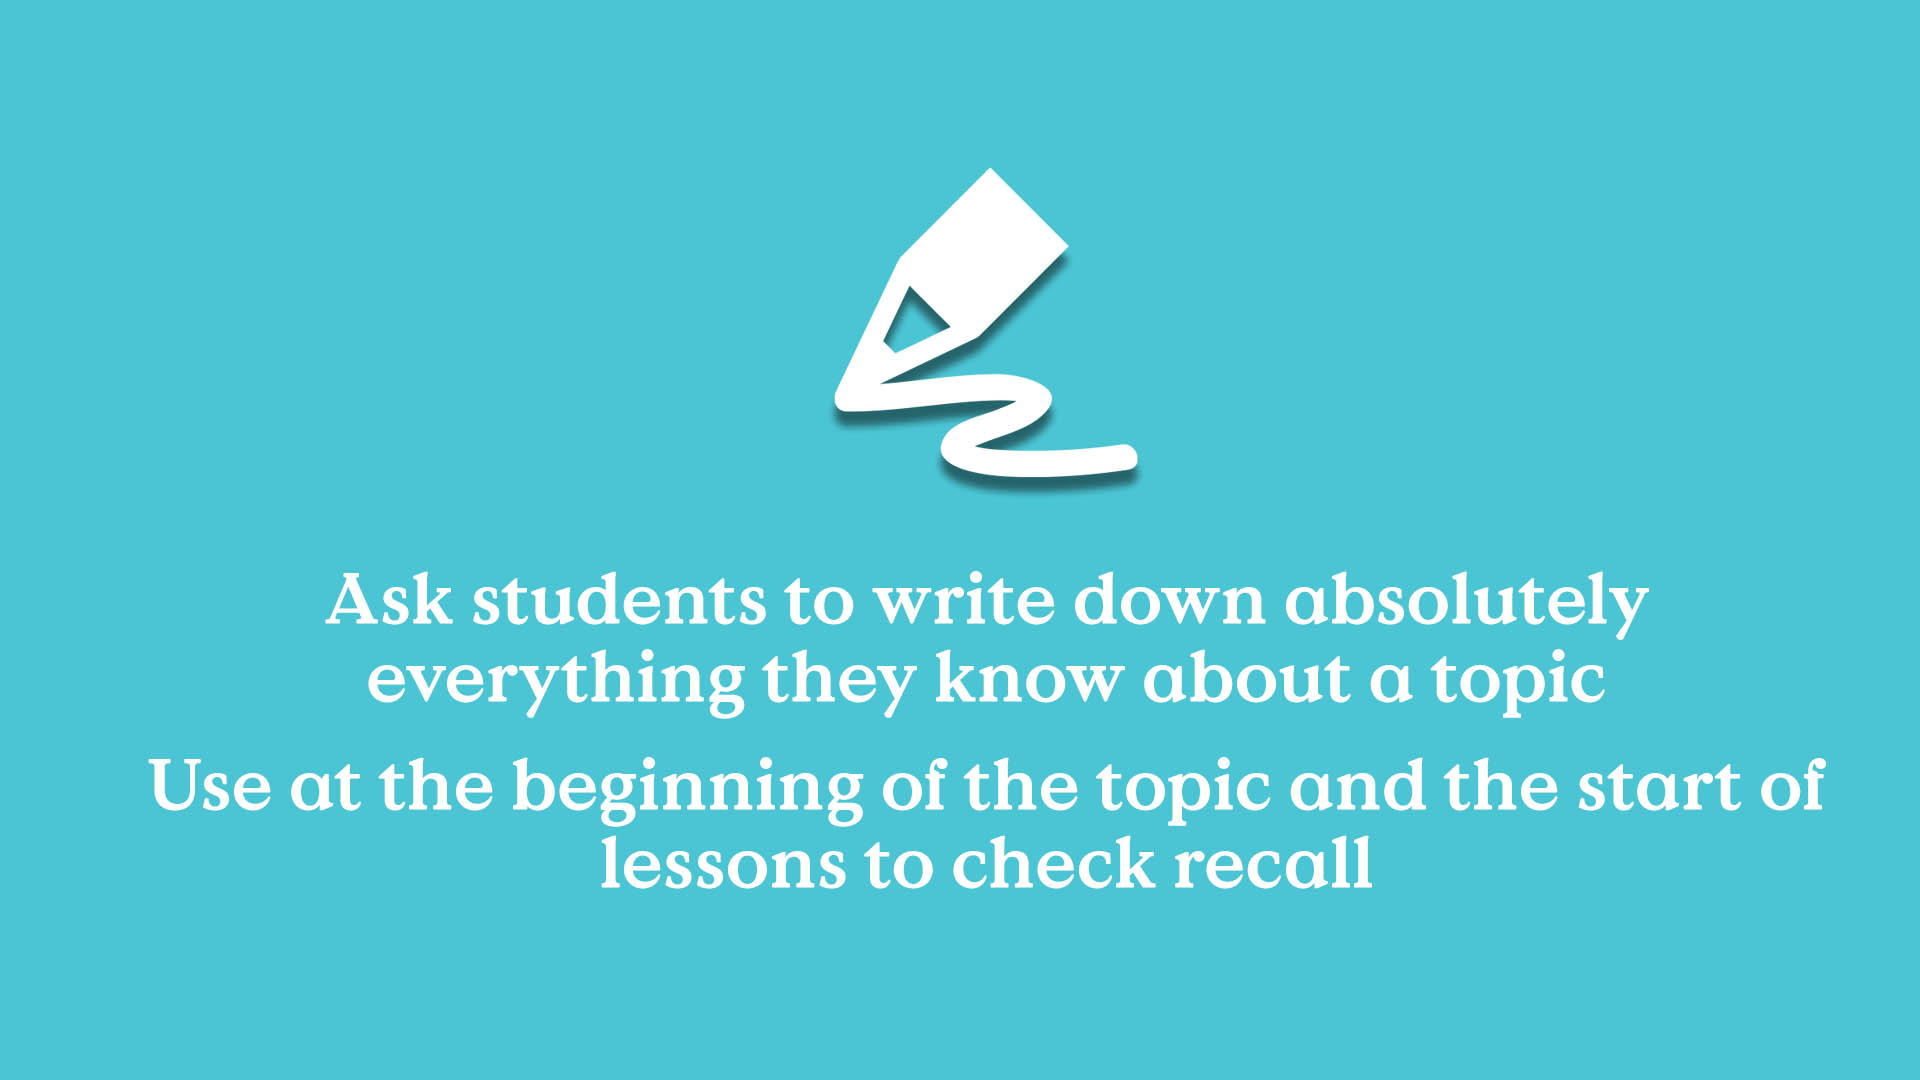 Ask students to write down absolutely
everything they know about a topic
Use at the beginning of the topic and the start of
lessons to check recall